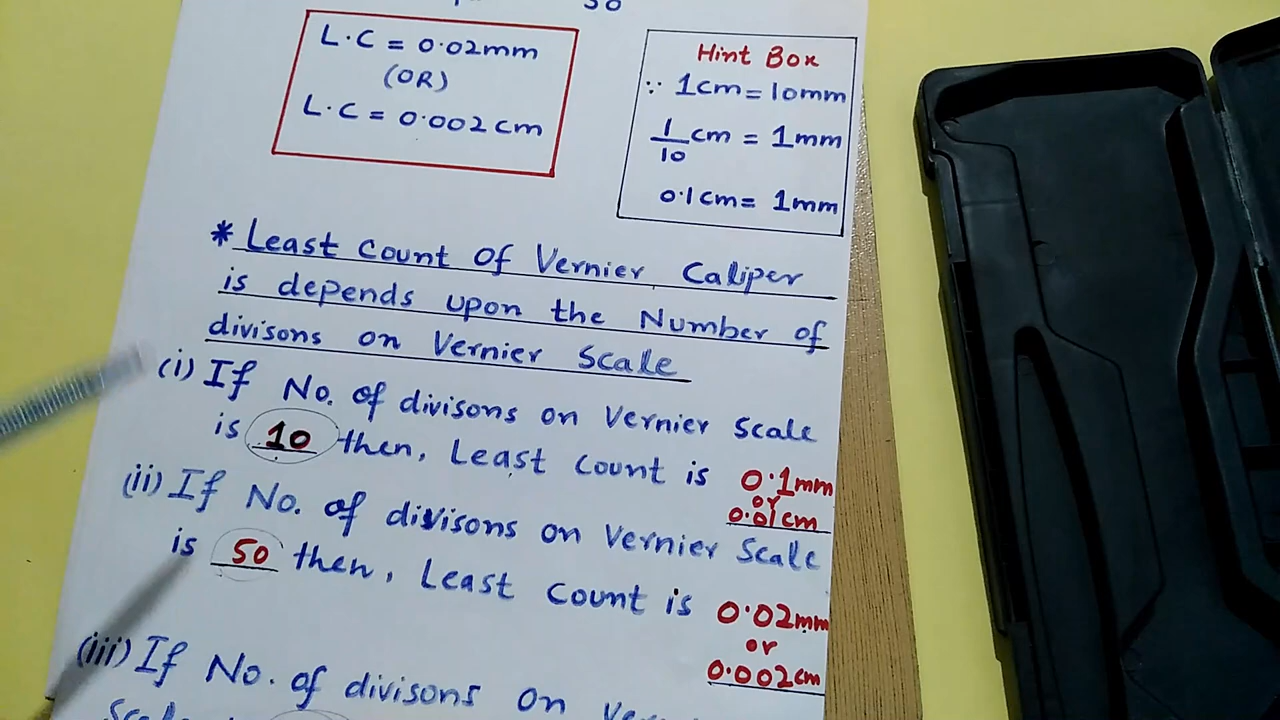 50
L.C = 0.02mm
(OR)
L.C = 0.002cm
Hint Box
∵ 1cm = 10mm
1/10 cm = 1mm
0.1cm = 1mm
* Least Count Of Vernier Caliper
is depends upon the Number of
divisons on Vernier Scale
(i) If No. of divisons on Vernier Scale
is 10 then, Least Count is 0.1mm
or
0.01cm
(ii) If No. of divisons on Vernier Scale
is 50 then, Least Count is 0.02mm
or
0.002cm
(iii) If No. of divisons on